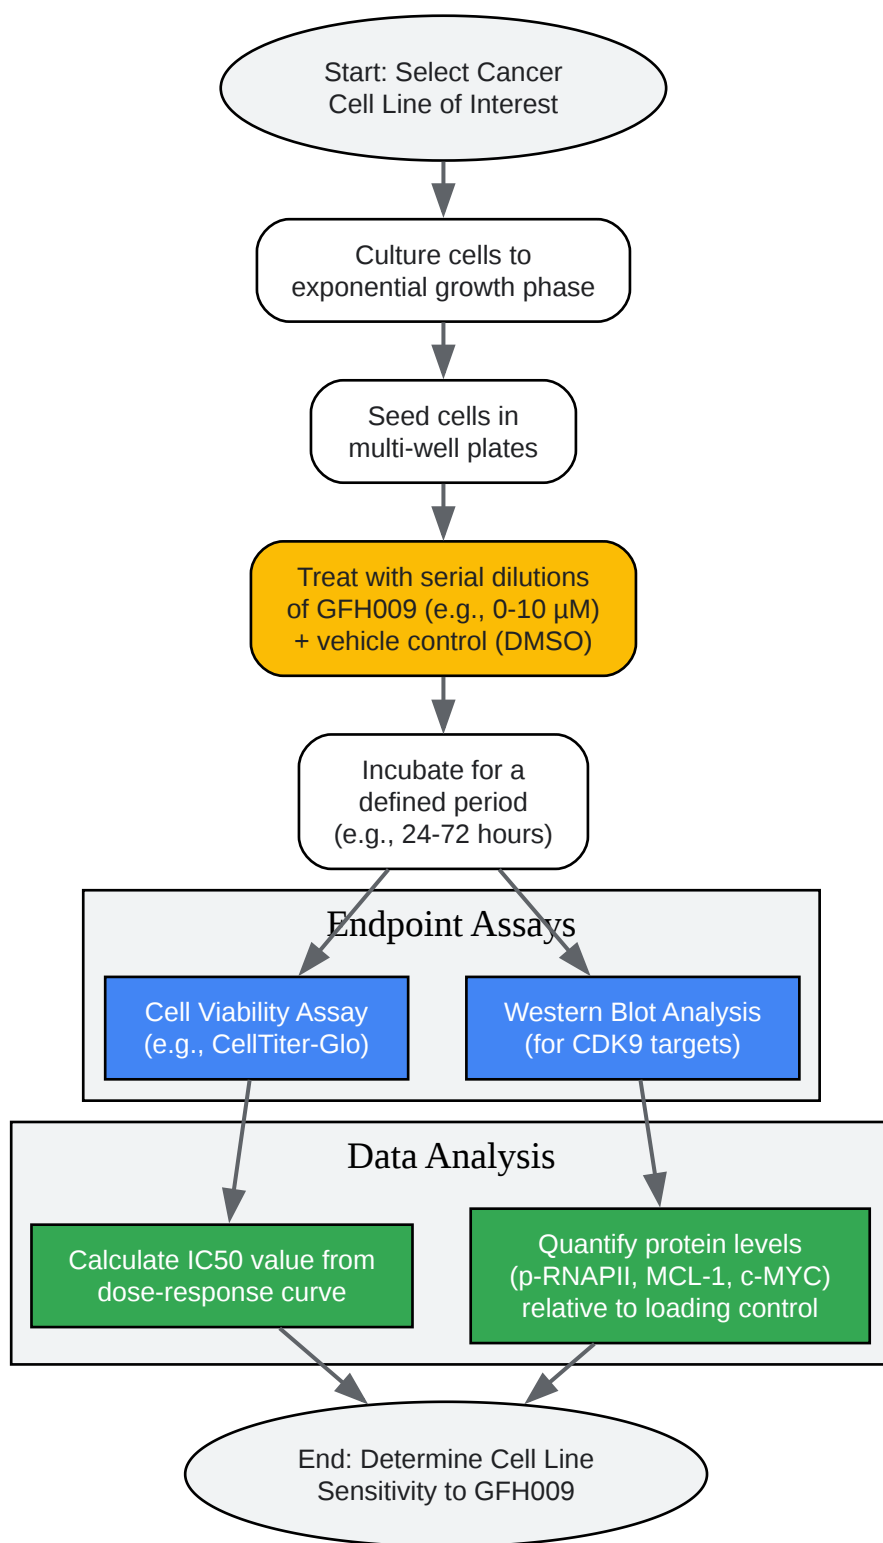 Start: Select Cancer
Cell Line of Interest
Culture cells to
exponential growth phase
Seed cells in
multi-well plates
Treat with serial dilutions
of GFH009 (e.g., 0-10 µM)
+ vehicle control (DMSO)
Incubate for a
defined period
(e.g., 24-72 hours)
Endpoint Assays
Cell Viability Assay
(e.g., CellTiter-Glo)
Western Blot Analysis
(for CDK9 targets)
Data Analysis
Calculate IC50 value from
dose-response curve
Quantify protein levels
(p-RNAPII, MCL-1, c-MYC)
relative to loading control
End: Determine Cell Line
Sensitivity to GFH009